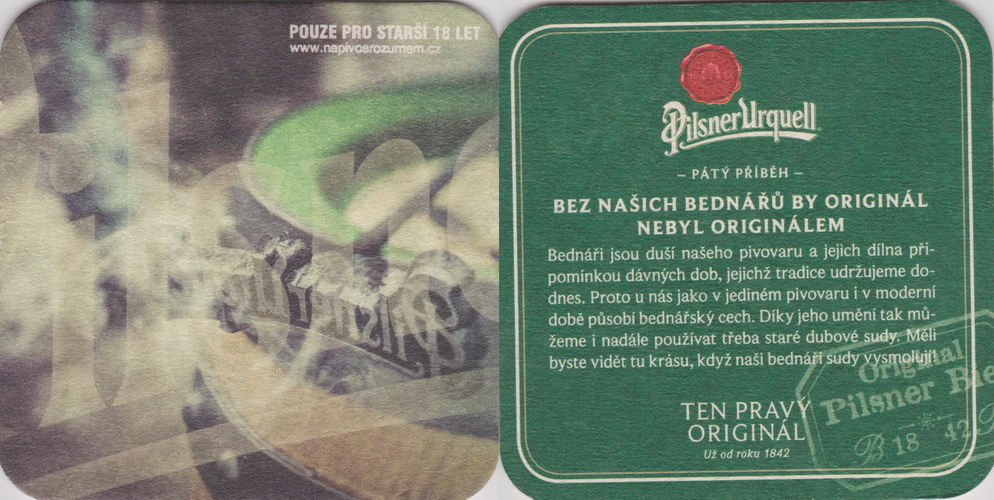 POUZE PRO STARŠÍ 18 LET
www.napivosrozumem.cz
Pilsner Urquell
– PÁTÝ PŘÍBĚH –
BEZ NAŠICH BEDNÁŘŮ BY ORIGINÁL
NEBYL ORIGINÁLEM
Bednáři jsou duší našeho pivovaru a jejich dílna při-
pomínkou dávných dob, jejichž tradice udržujeme do-
dnes. Proto u nás jako v jediném pivovaru i v moderní
době působí bednářský cech. Díky jeho umění tak mů-
žeme i nadále používat třeba staré dubové sudy. Měli
byste vidět tu krásu, když naši bednáři sudy vysmolují!
Original
Pilsner Bie
B 18 42
TEN PRAVÝ
ORIGINÁL
Už od roku 1842